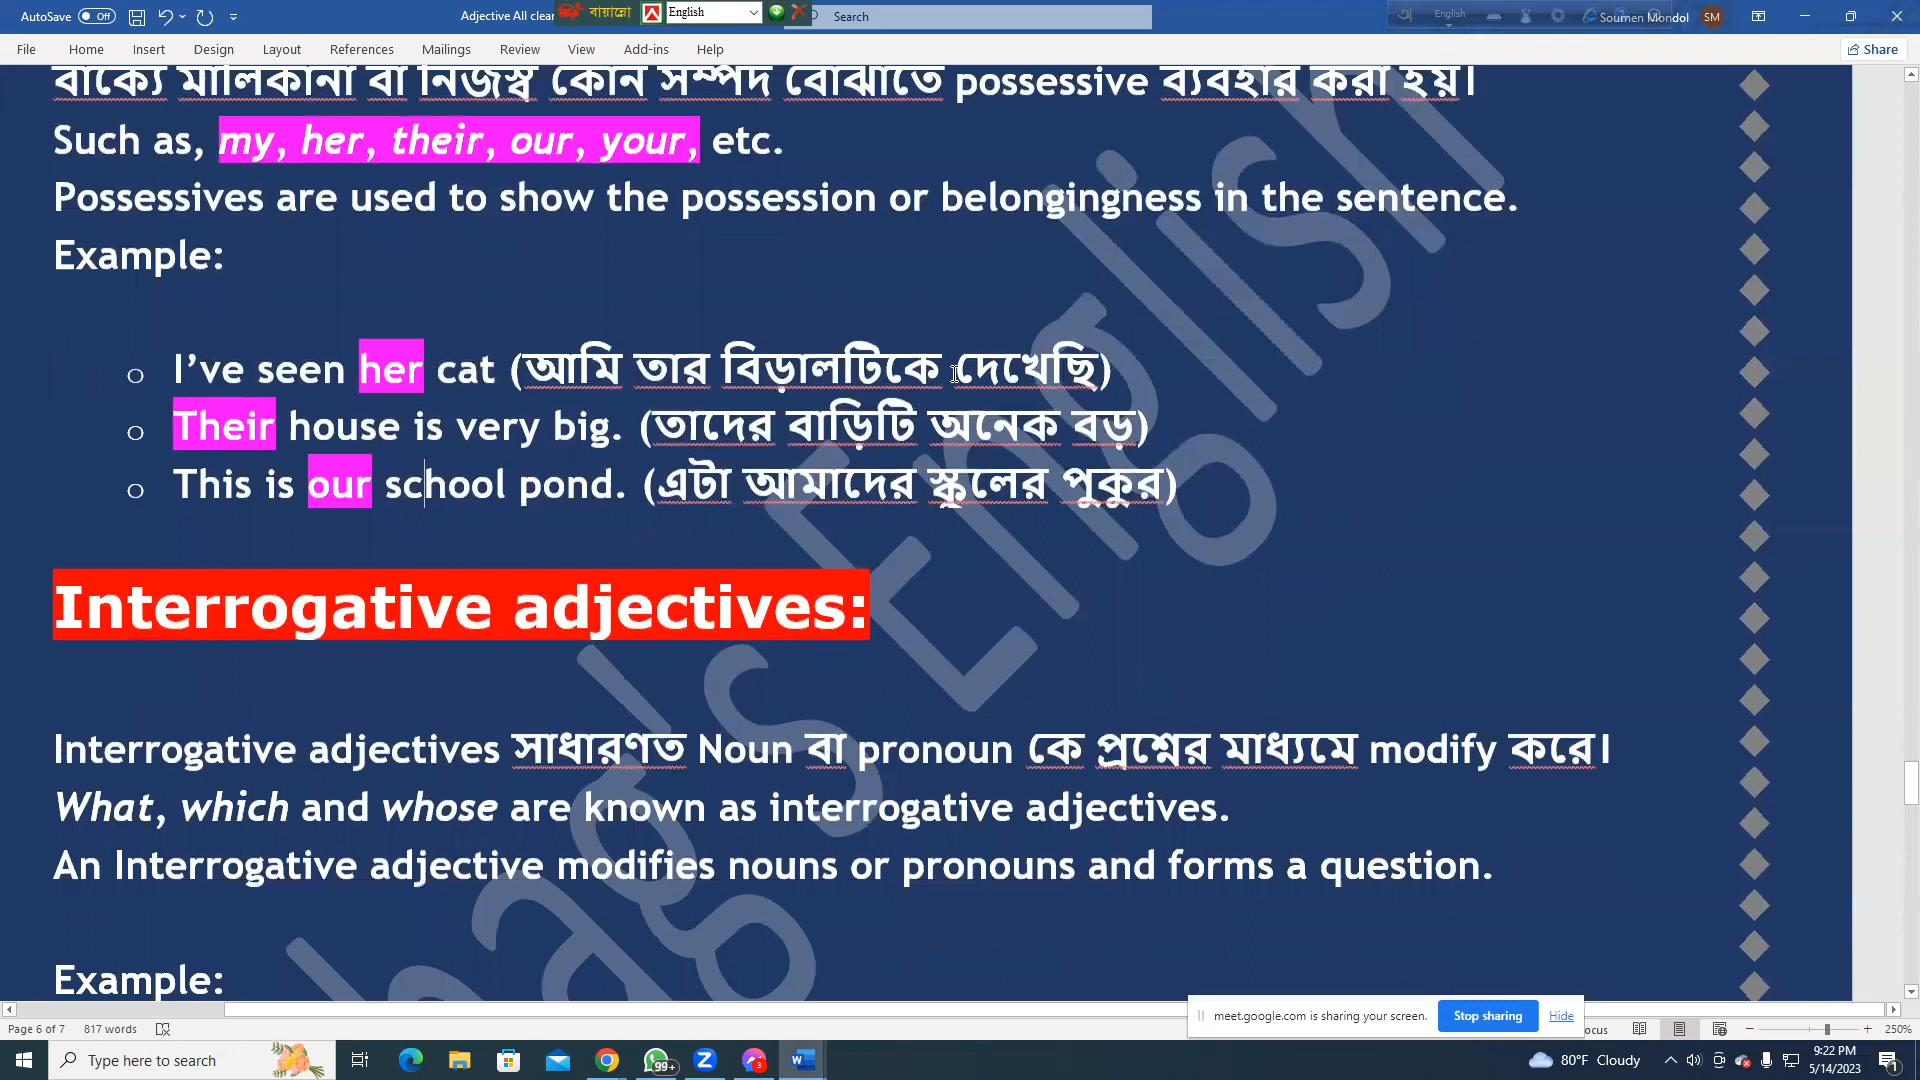 AutoSave Off Adjective All clear বায়ান্নো English Search English Soumen Mondol SM
File Home Insert Design Layout References Mailings Review View Add-ins Help Share
বাক্যে মালিকানা বা নিজস্ব কোন সম্পদ বোঝাতে possessive ব্যবহার করা হয়।
Such as, my, her, their, our, your, etc.
Possessives are used to show the possession or belongingness in the sentence.
Example:
o I’ve seen her cat (আমি তার বিড়ালটিকে দেখেছি)
o Their house is very big. (তাদের বাড়িটি অনেক বড়)
o This is our school pond. (এটা আমাদের স্কুলের পুকুর)
Interrogative adjectives:
Interrogative adjectives সাধারণত Noun বা pronoun কে প্রশ্নের মাধ্যমে modify করে।
What, which and whose are known as interrogative adjectives.
An Interrogative adjective modifies nouns or pronouns and forms a question.
Example:
's English
meet.google.com is sharing your screen. Stop sharing Hide
Page 6 of 7 817 words ocus 250%
Type here to search 99+ 3 80°F Cloudy 9:22 PM
5/14/2023 1